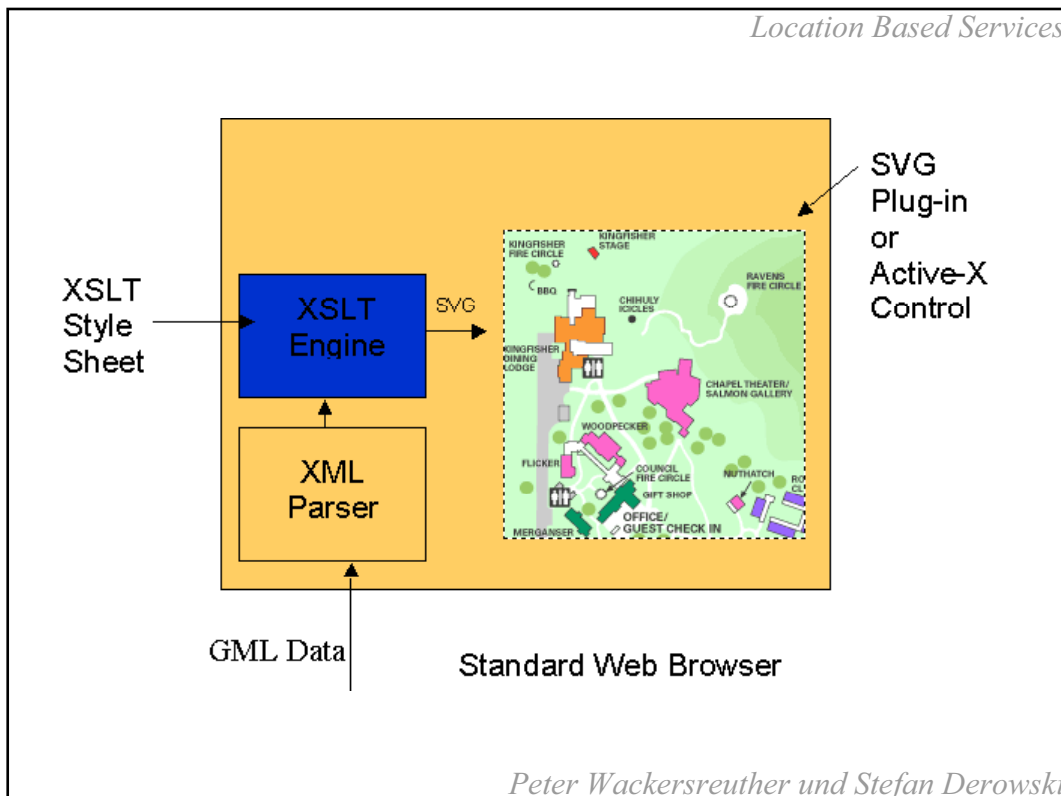 Location Based Services
SVG
Plug-in
or
Active-X
Control
XSLT
Style
Sheet
XSLT
Engine
SVG
XML
Parser
GML Data
Standard Web Browser
KINGFISHER
FIRE CIRCLE
KINGFISHER
STAGE
BBQ
CHIHULY
ICICLES
RAVENS
FIRE CIRCLE
KINGFISHER
DINING
LODGE
CHAPEL THEATER/
SALMON GALLERY
WOODPECKER
FLICKER
COUNCIL
FIRE CIRCLE
NUTHATCH
GIFT SHOP
OFFICE/
GUEST CHECK IN
MERGANSER
Peter Wackersreuther und Stefan Derowski